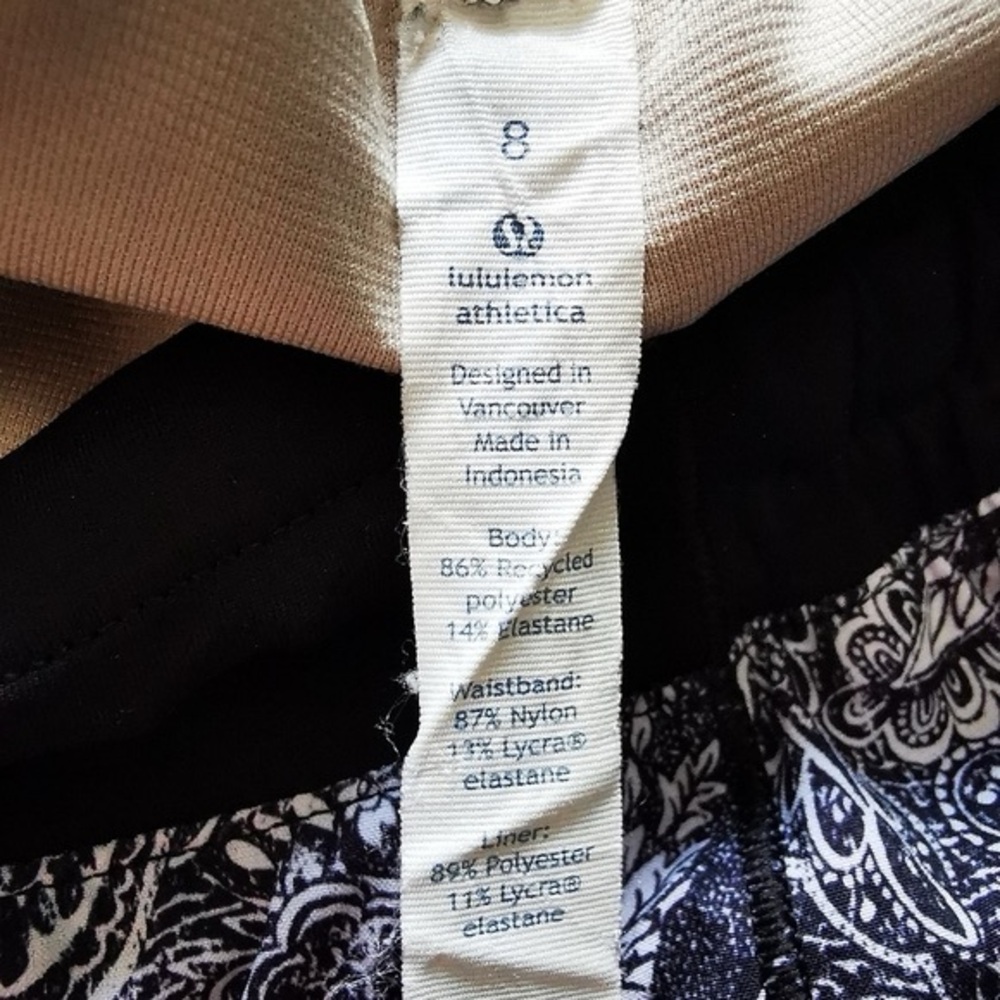 8
lululemon
athletica
Designed in
Vancouver
Made in
Indonesia
Body:
86% Recycled
polyester
14% Elastane
Waistband:
87% Nylon
13% Lycra®
elastane
Liner:
89% Polyester
11% Lycra®
elastane